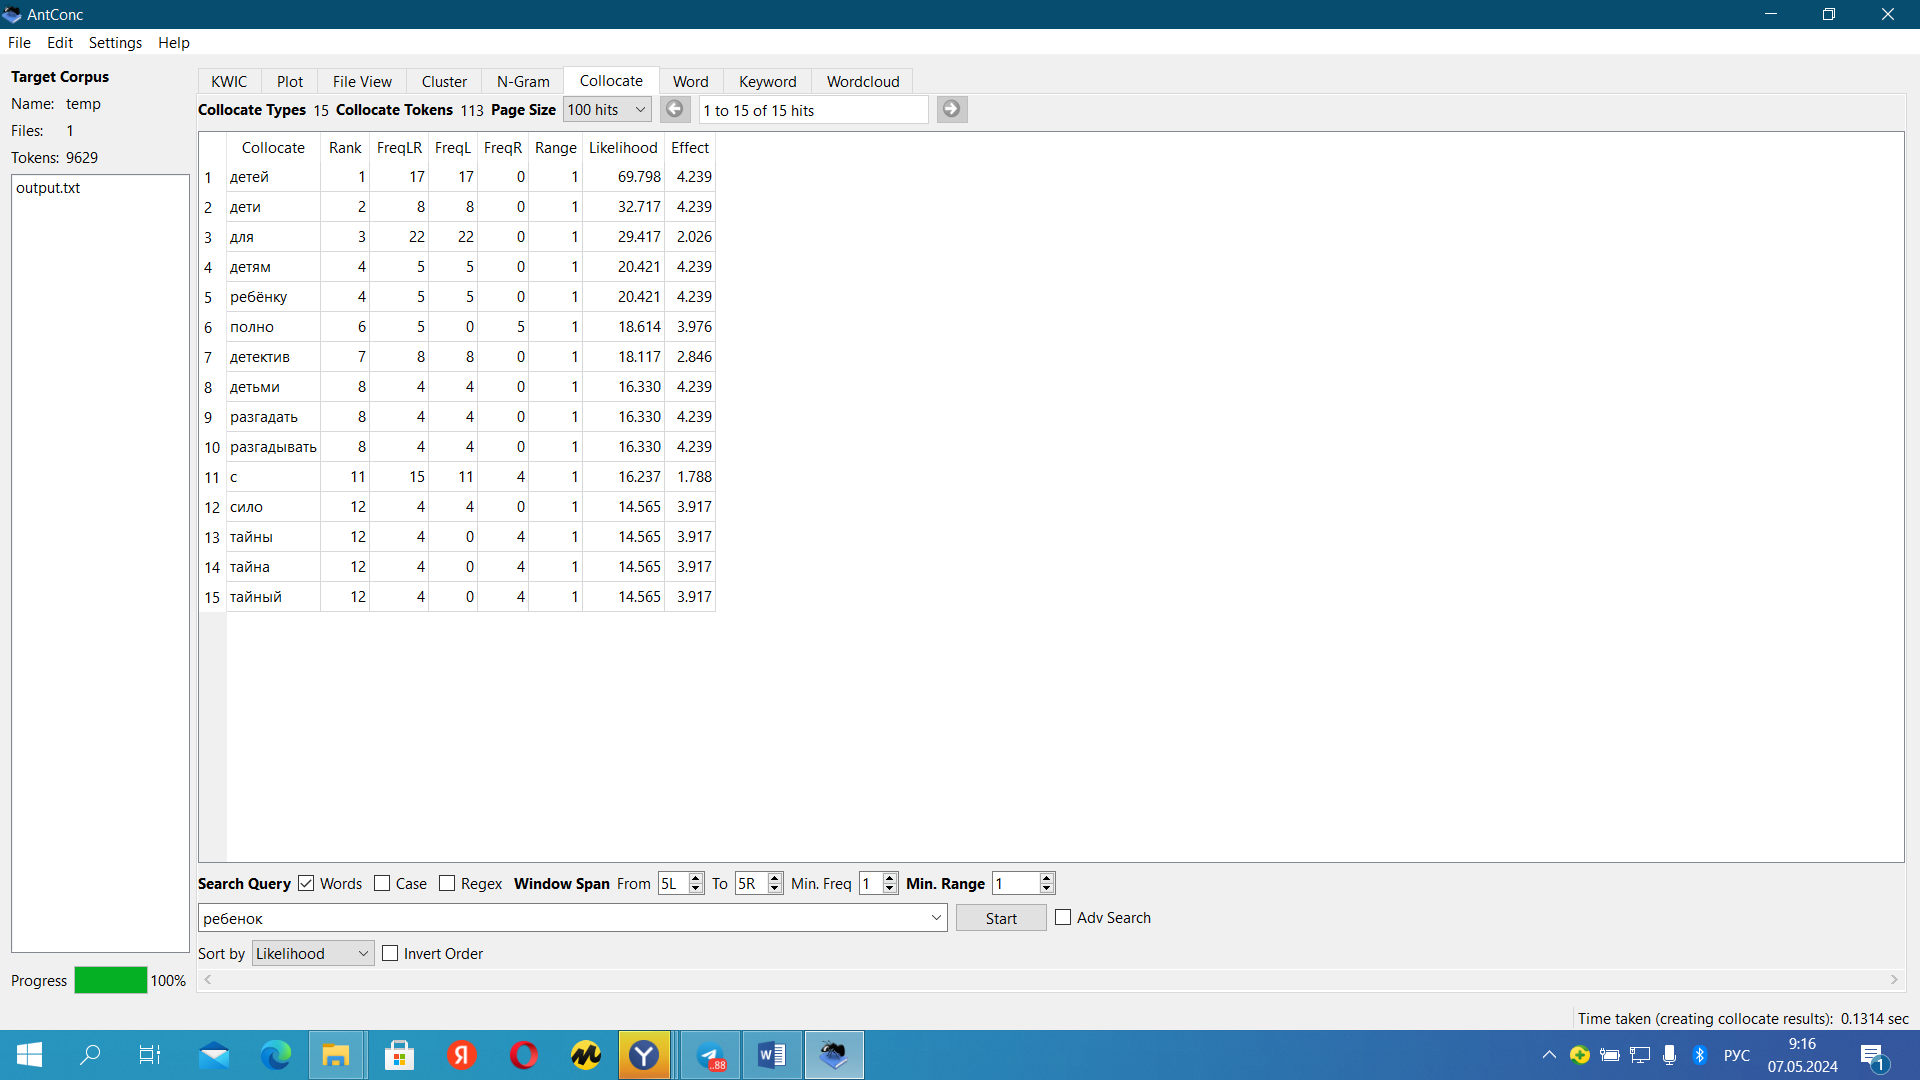 AntConc
File Edit Settings Help
Target Corpus
Name: temp
Files: 1
Tokens: 9629
output.txt
Progress 100%
KWIC Plot File View Cluster N-Gram Collocate Word Keyword Wordcloud
Collocate Types 15 Collocate Tokens 113 Page Size 100 hits 1 to 15 of 15 hits
Collocate Rank FreqLR FreqL FreqR Range Likelihood Effect
1 детей 1 17 17 0 1 69.798 4.239
2 дети 2 8 8 0 1 32.717 4.239
3 для 3 22 22 0 1 29.417 2.026
4 детям 4 5 5 0 1 20.421 4.239
5 ребёнку 4 5 5 0 1 20.421 4.239
6 полно 6 5 0 5 1 18.614 3.976
7 детектив 7 8 8 0 1 18.117 2.846
8 детьми 8 4 4 0 1 16.330 4.239
9 разгадать 8 4 4 0 1 16.330 4.239
10 разгадывать 8 4 4 0 1 16.330 4.239
11 с 11 15 11 4 1 16.237 1.788
12 сило 12 4 4 0 1 14.565 3.917
13 тайны 12 4 0 4 1 14.565 3.917
14 тайна 12 4 0 4 1 14.565 3.917
15 тайный 12 4 0 4 1 14.565 3.917
Search Query Words Case Regex Window Span From 5L To 5R Min. Freq 1 Min. Range 1
ребенок Start Adv Search
Sort by Likelihood Invert Order
Time taken (creating collocate results): 0.1314 sec
Я Y ..88 W РУС 9:16
07.05.2024 1